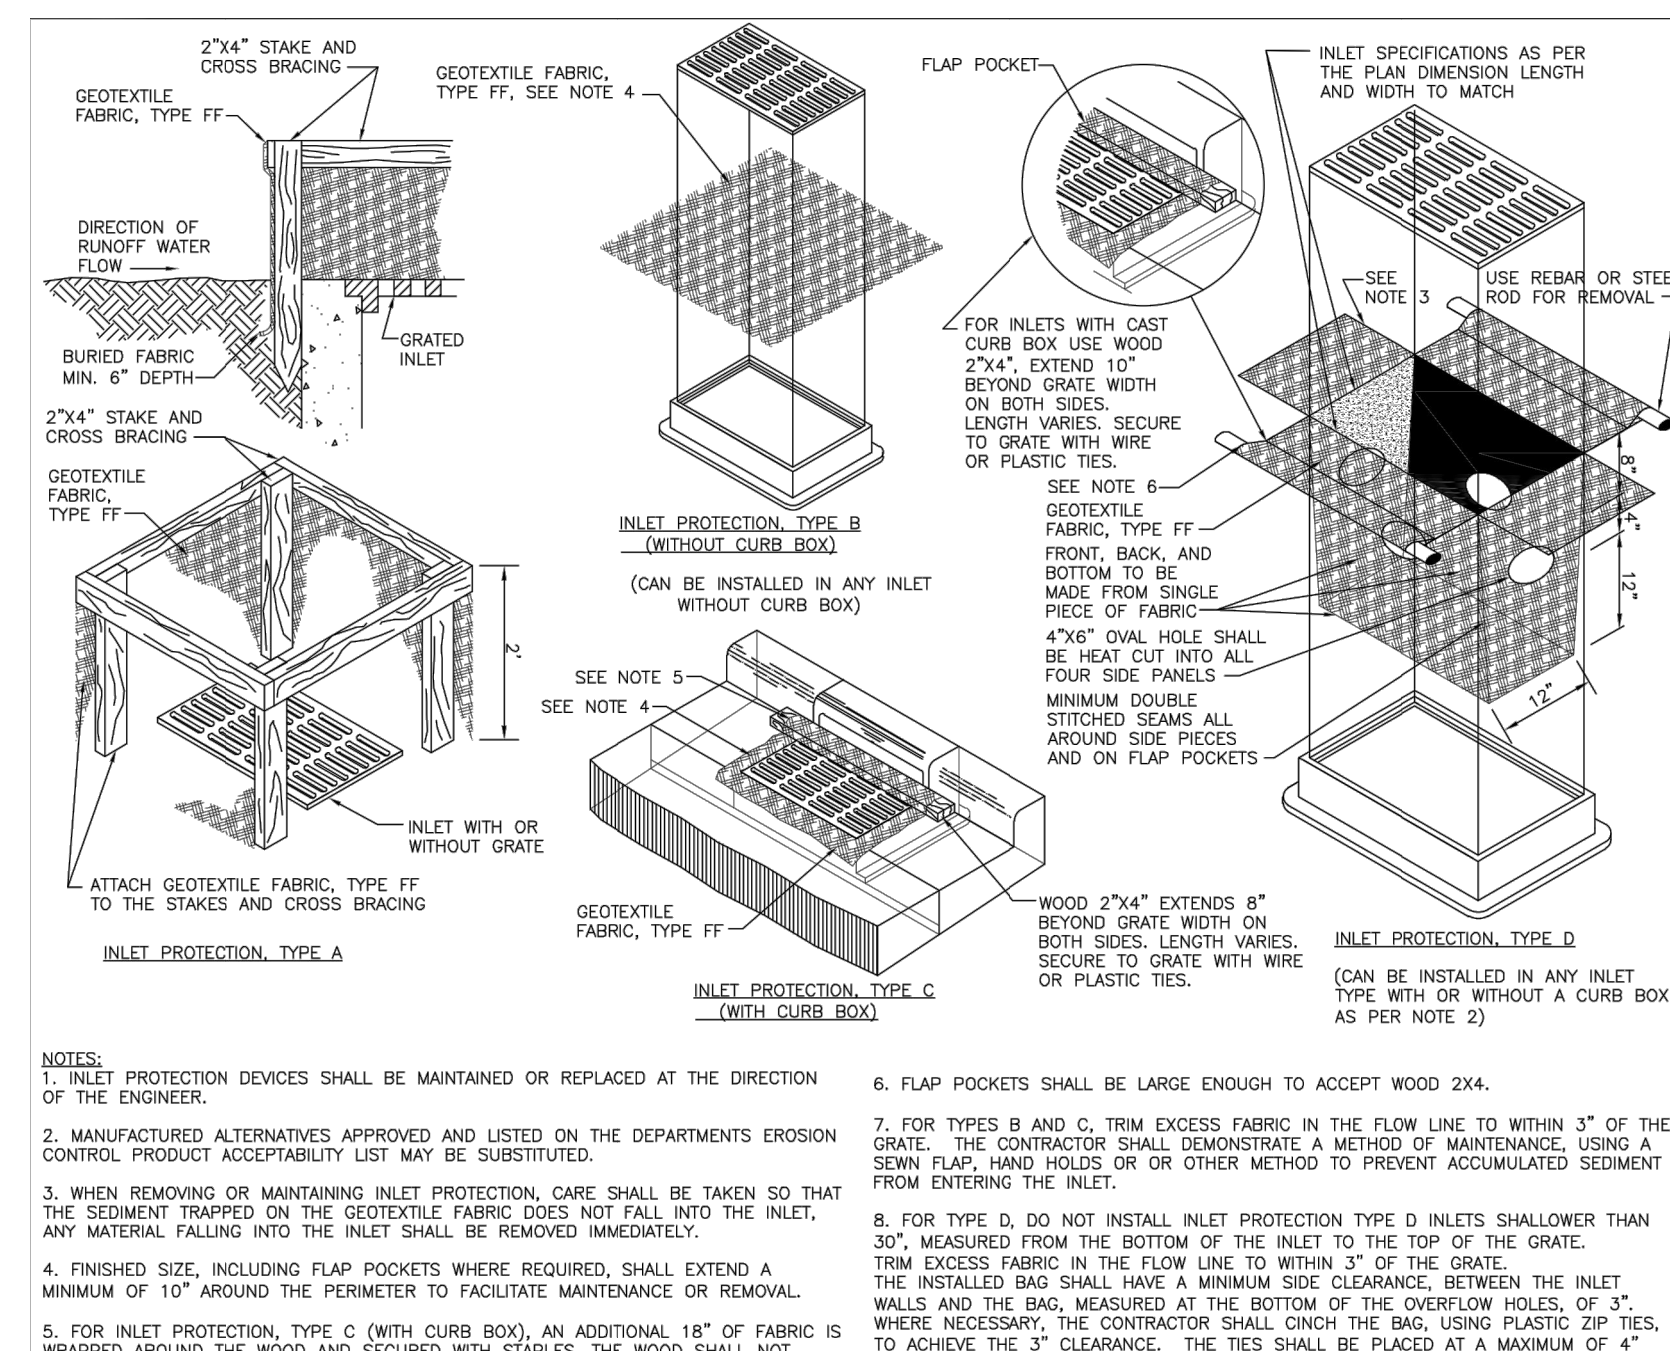 2"X4" STAKE AND
CROSS BRACING
GEOTEXTILE
FABRIC, TYPE FF
DIRECTION OF
RUNOFF WATER
FLOW
BURIED FABRIC
MIN. 6" DEPTH
GRATED
INLET
2"X4" STAKE AND
CROSS BRACING
GEOTEXTILE
FABRIC,
TYPE FF
2'
INLET WITH OR
WITHOUT GRATE
ATTACH GEOTEXTILE FABRIC, TYPE FF
TO THE STAKES AND CROSS BRACING
INLET PROTECTION, TYPE A
GEOTEXTILE FABRIC,
TYPE FF, SEE NOTE 4
INLET PROTECTION, TYPE B
(WITHOUT CURB BOX)
(CAN BE INSTALLED IN ANY INLET
WITHOUT CURB BOX)
SEE NOTE 5
SEE NOTE 4
GEOTEXTILE
FABRIC, TYPE FF
WOOD 2"X4" EXTENDS 8"
BEYOND GRATE WIDTH ON
BOTH SIDES. LENGTH VARIES.
SECURE TO GRATE WITH WIRE
OR PLASTIC TIES.
INLET PROTECTION, TYPE C
(WITH CURB BOX)
FLAP POCKET
FOR INLETS WITH CAST
CURB BOX USE WOOD
2"X4", EXTEND 10"
BEYOND GRATE WIDTH
ON BOTH SIDES.
LENGTH VARIES. SECURE
TO GRATE WITH WIRE
OR PLASTIC TIES.
SEE NOTE 6
GEOTEXTILE
FABRIC, TYPE FF
FRONT, BACK, AND
BOTTOM TO BE
MADE FROM SINGLE
PIECE OF FABRIC
4"X6" OVAL HOLE SHALL
BE HEAT CUT INTO ALL
FOUR SIDE PANELS
MINIMUM DOUBLE
STITCHED SEAMS ALL
AROUND SIDE PIECES
AND ON FLAP POCKETS
INLET SPECIFICATIONS AS PER
THE PLAN DIMENSION LENGTH
AND WIDTH TO MATCH
SEE
NOTE 3
USE REBAR OR STEE
ROD FOR REMOVAL
8"
4"
12"
12"
INLET PROTECTION, TYPE D
(CAN BE INSTALLED IN ANY INLET
TYPE WITH OR WITHOUT A CURB BOX
AS PER NOTE 2)
NOTES:
1. INLET PROTECTION DEVICES SHALL BE MAINTAINED OR REPLACED AT THE DIRECTION
OF THE ENGINEER.
2. MANUFACTURED ALTERNATIVES APPROVED AND LISTED ON THE DEPARTMENTS EROSION
CONTROL PRODUCT ACCEPTABILITY LIST MAY BE SUBSTITUTED.
3. WHEN REMOVING OR MAINTAINING INLET PROTECTION, CARE SHALL BE TAKEN SO THAT
THE SEDIMENT TRAPPED ON THE GEOTEXTILE FABRIC DOES NOT FALL INTO THE INLET,
ANY MATERIAL FALLING INTO THE INLET SHALL BE REMOVED IMMEDIATELY.
4. FINISHED SIZE, INCLUDING FLAP POCKETS WHERE REQUIRED, SHALL EXTEND A
MINIMUM OF 10" AROUND THE PERIMETER TO FACILITATE MAINTENANCE OR REMOVAL.
5. FOR INLET PROTECTION, TYPE C (WITH CURB BOX), AN ADDITIONAL 18" OF FABRIC IS
WRAPPED AROUND THE WOOD AND SECURED WITH STAPLES. THE WOOD SHALL NOT
6. FLAP POCKETS SHALL BE LARGE ENOUGH TO ACCEPT WOOD 2X4.
7. FOR TYPES B AND C, TRIM EXCESS FABRIC IN THE FLOW LINE TO WITHIN 3" OF THE
GRATE. THE CONTRACTOR SHALL DEMONSTRATE A METHOD OF MAINTENANCE, USING A
SEWN FLAP, HAND HOLDS OR OR OTHER METHOD TO PREVENT ACCUMULATED SEDIMENT
FROM ENTERING THE INLET.
8. FOR TYPE D, DO NOT INSTALL INLET PROTECTION TYPE D INLETS SHALLOWER THAN
30", MEASURED FROM THE BOTTOM OF THE INLET TO THE TOP OF THE GRATE.
TRIM EXCESS FABRIC IN THE FLOW LINE TO WITHIN 3" OF THE GRATE.
THE INSTALLED BAG SHALL HAVE A MINIMUM SIDE CLEARANCE, BETWEEN THE INLET
WALLS AND THE BAG, MEASURED AT THE BOTTOM OF THE OVERFLOW HOLES, OF 3".
WHERE NECESSARY, THE CONTRACTOR SHALL CINCH THE BAG, USING PLASTIC ZIP TIES,
TO ACHIEVE THE 3" CLEARANCE. THE TIES SHALL BE PLACED AT A MAXIMUM OF 4"